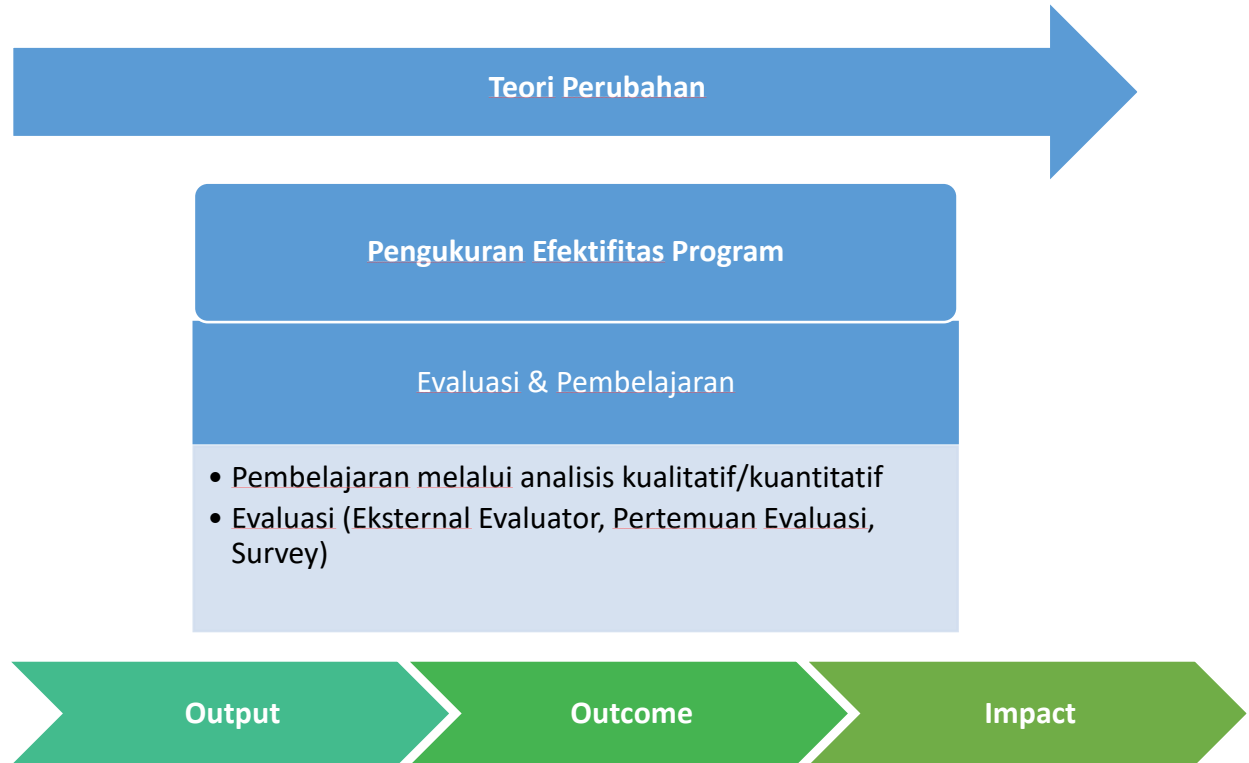 Teori Perubahan
Pengukuran Efektifitas Program
Evaluasi & Pembelajaran
• Pembelajaran melalui analisis kualitatif/kuantitatif
• Evaluasi (Eksternal Evaluator, Pertemuan Evaluasi,
Survey)
Output
Outcome
Impact